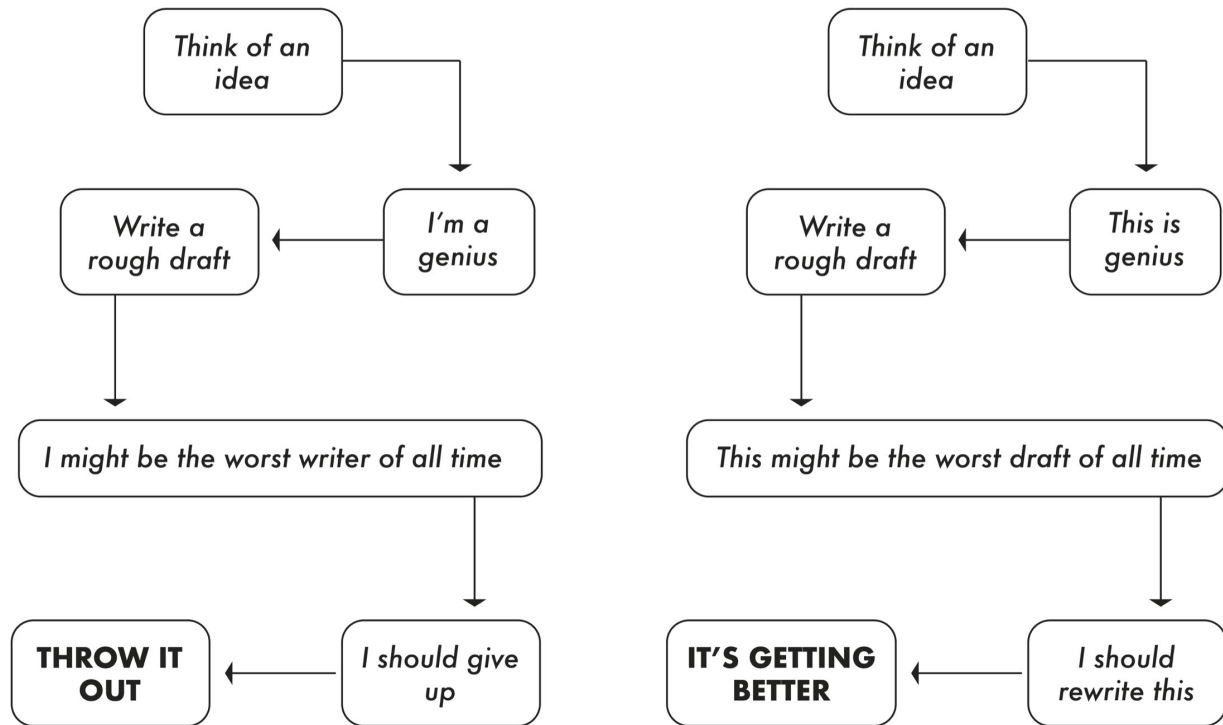 Think of an
idea
I'm a
genius
Write a
rough draft
I might be the worst writer of all time
I should give
up
THROW IT
OUT
Think of an
idea
This is
genius
Write a
rough draft
This might be the worst draft of all time
I should
rewrite this
IT'S GETTING
BETTER